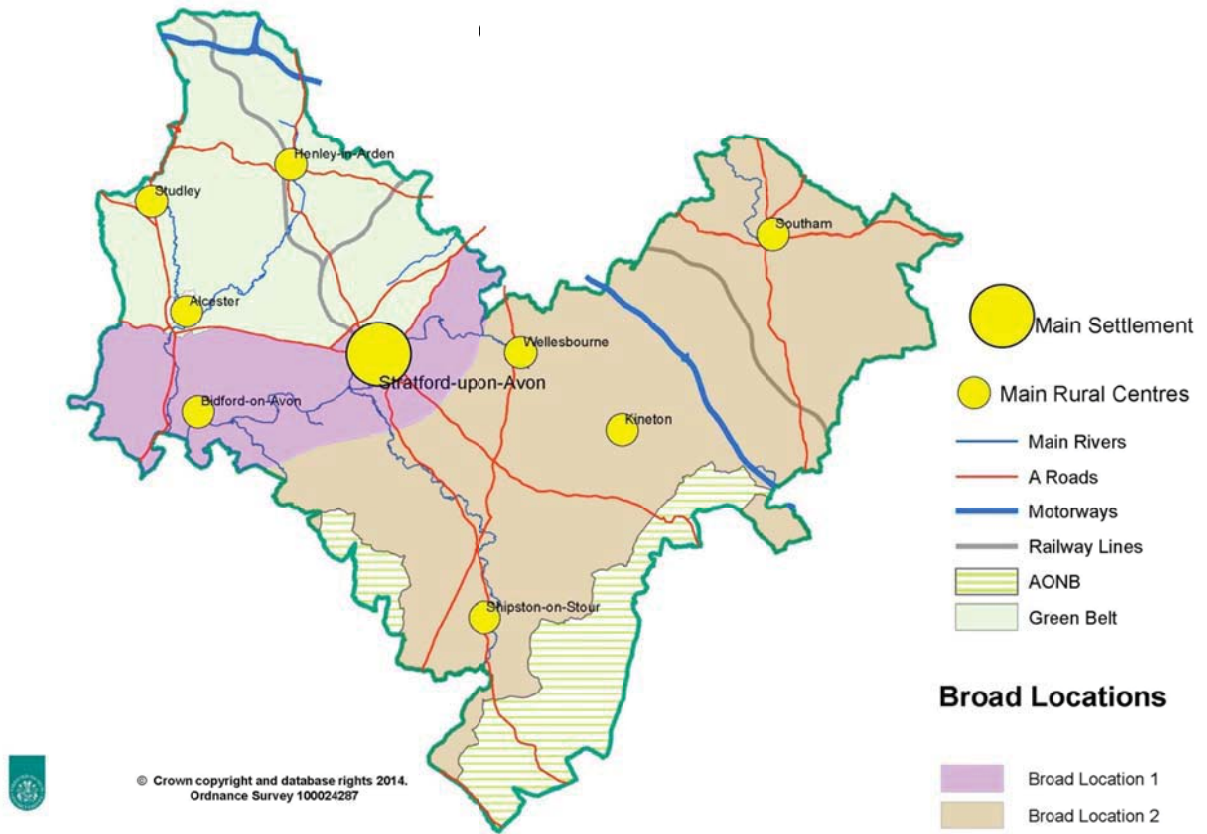 Henley-in-Arden
Studley
Southam
Alcester
Wellesbourne
Stratford-upon-Avon
Bidford-on-Avon
Kineton
Shipston-on-Stour
Main Settlement
Main Rural Centres
Main Rivers
A Roads
Motorways
Railway Lines
AONB
Green Belt
Broad Locations
Broad Location 1
Broad Location 2
© Crown copyright and database rights 2014.
Ordnance Survey 100024287